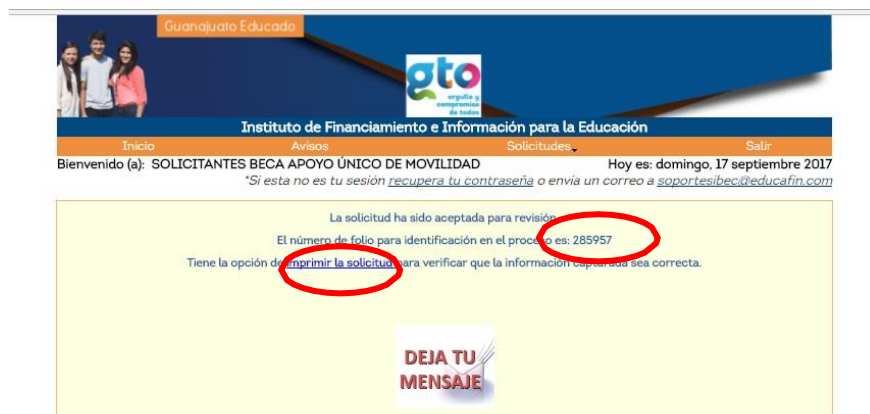 Guanajuato Educado
gto
orgullo y
compromiso
de todos
Instituto de Financiamiento e Información para la Educación
Inicio Avisos Solicitudes Salir
Bienvenido (a): SOLICITANTES BECA APOYO ÚNICO DE MOVILIDAD Hoy es: domingo, 17 septiembre 2017
*Si esta no es tu sesión recupera tu contraseña o envia un correo a soportesibec@educafin.com
La solicitud ha sido aceptada para revisión
El número de folio para identificación en el proceso es: 285957
Tiene la opción de imprimir la solicitud para verificar que la información capturada sea correcta.
DEJA TU
MENSAJE